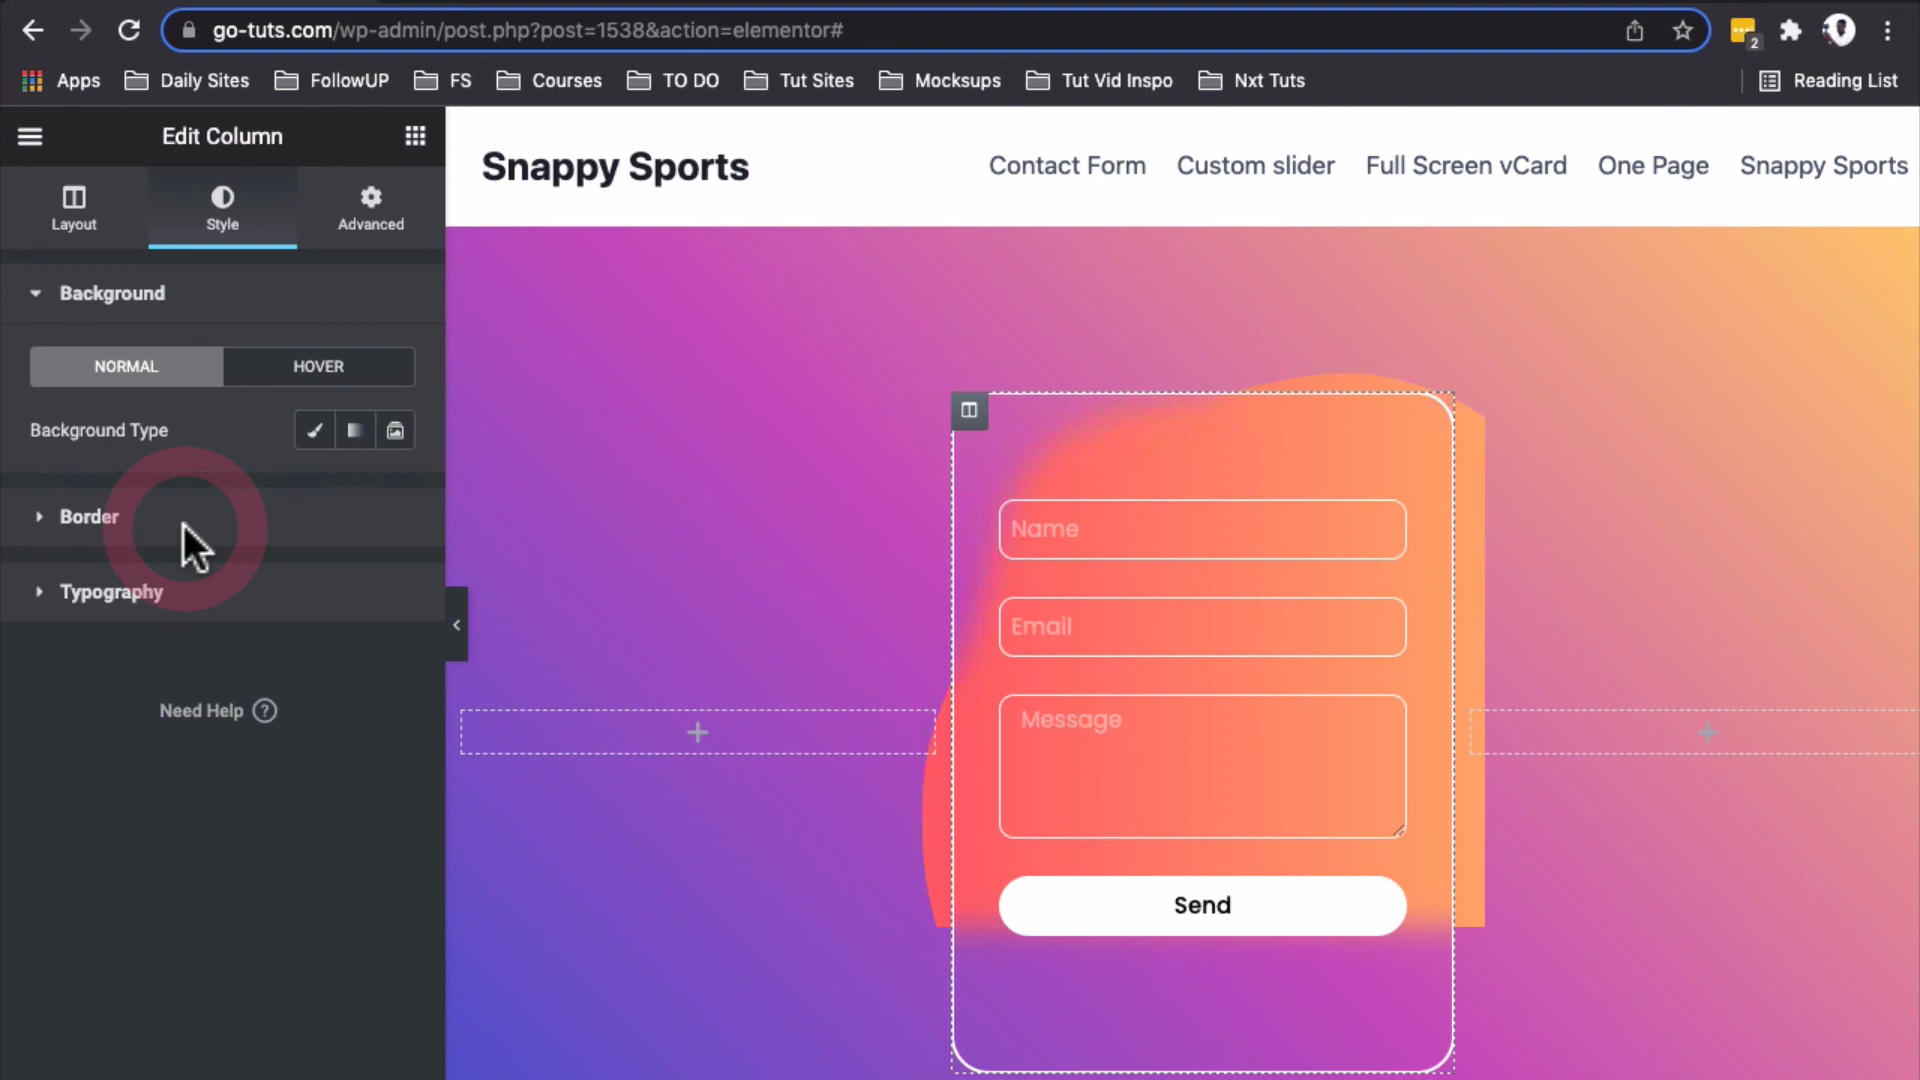 go-tuts.com/wp-admin/post.php?post=1538&action=elementor#
2
Apps Daily Sites FollowUP FS Courses TO DO Tut Sites Mocksups Tut Vid Inspo Nxt Tuts Reading List
Edit Column
Layout Style Advanced
Background
NORMAL HOVER
Background Type
Border
Typography
Need Help ?
Snappy Sports
Contact Form Custom slider Full Screen vCard One Page Snappy Sports
Name
Email
Message
Send